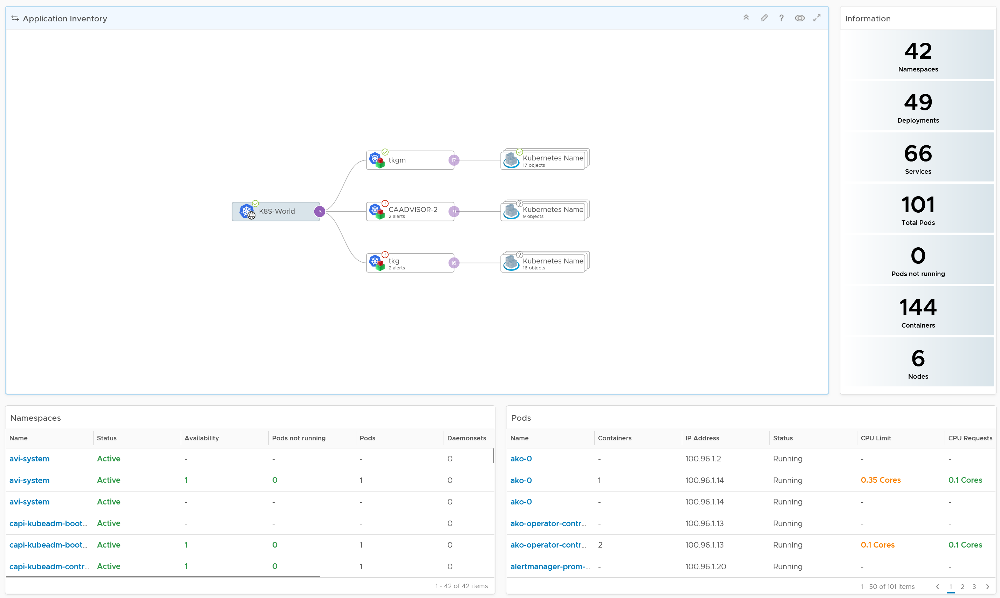 Application Inventory
?
K8S-World
3
tkgm
17
Kubernetes Name
17 objects
!
CAADVISOR-2
2 alerts
9
?
Kubernetes Name
9 objects
!
tkg
2 alerts
16
?
Kubernetes Name
16 objects
Information
42
Namespaces
49
Deployments
66
Services
101
Total Pods
0
Pods not running
144
Containers
6
Nodes
Namespaces
Name Status Availability Pods not running Pods Daemonsets
avi-system Active - - - 0
avi-system Active 1 0 1 0
avi-system Active - - - 0
capi-kubeadm-boot... Active - - - 0
capi-kubeadm-boot... Active 1 0 1 0
capi-kubeadm-contr... Active 1 0 1 0
1 - 42 of 42 items
Pods
Name Containers IP Address Status CPU Limit CPU Requests
ako-0 - 100.96.1.2 Running - -
ako-0 1 100.96.1.14 Running 0.35 Cores 0.1 Cores
ako-0 - 100.96.1.14 Running - -
ako-operator-contr... - 100.96.1.13 Running - -
ako-operator-contr... 2 100.96.1.13 Running 0.1 Cores 0.1 Cores
alertmanager-prom-... - 100.96.1.20 Running - -
1 - 50 of 101 items 1 2 3